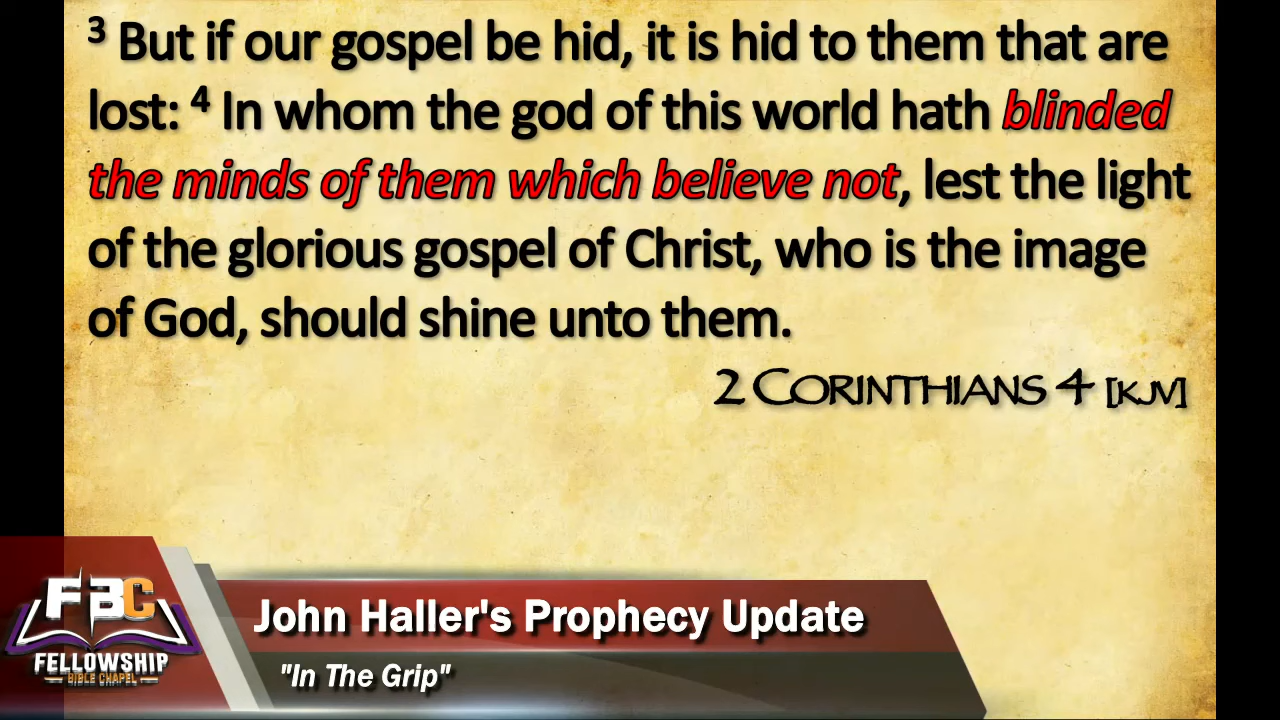 ³ But if our gospel be hid, it is hid to them that are
lost: ⁴ In whom the god of this world hath blinded
the minds of them which believe not, lest the light
of the glorious gospel of Christ, who is the image
of God, should shine unto them.
2 CORINTHIANS 4 [KJV]
John Haller's Prophecy Update
"In The Grip"
FBC
FELLOWSHIP
BIBLE CHAPEL